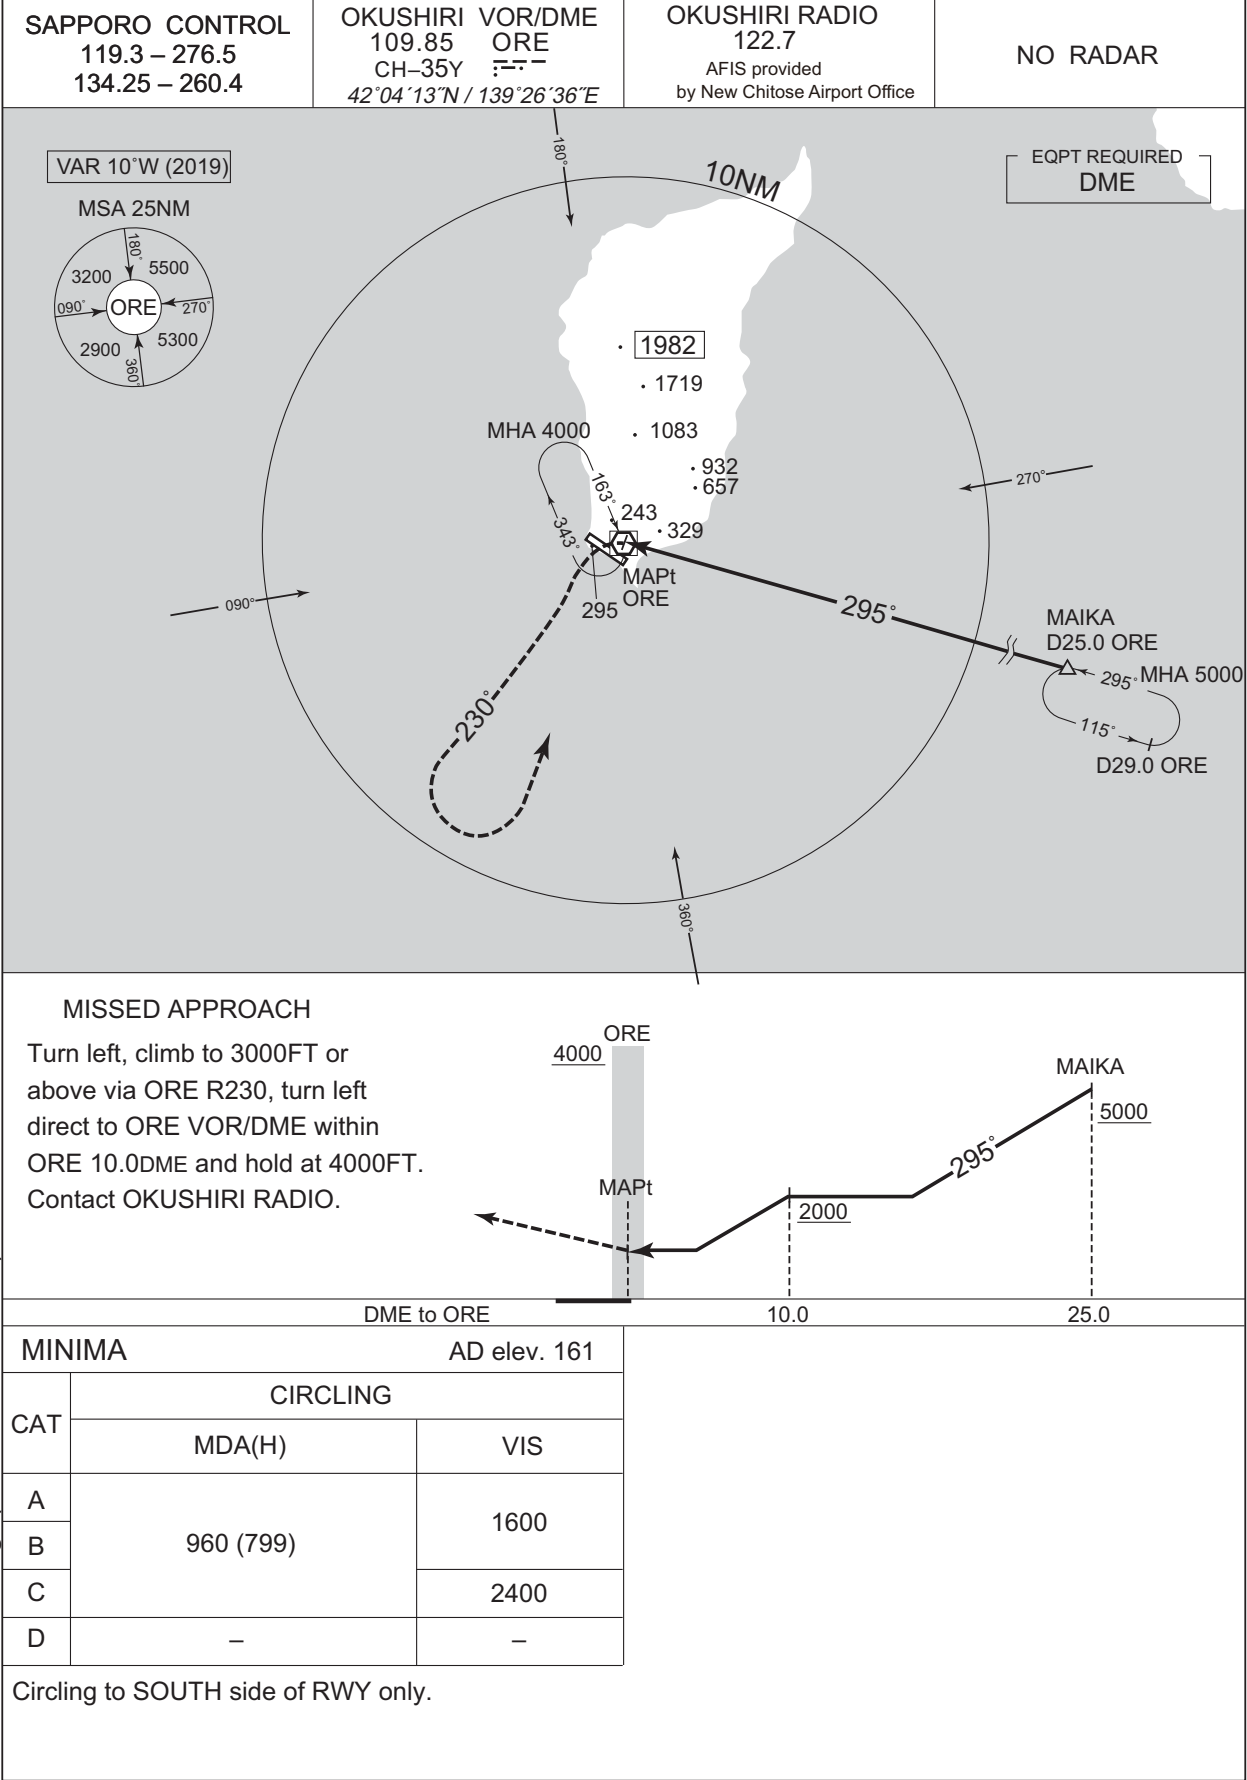 SAPPORO CONTROL
119.3 – 276.5
134.25 – 260.4
OKUSHIRI VOR/DME
109.85 ORE
CH–35Y
42°04´13˝N / 139°26´36˝E
OKUSHIRI RADIO
122.7
AFIS provided
by New Chitose Airport Office
NO RADAR
VAR 10°W (2019)
MSA 25NM
180°
3200
5500
090°
ORE
270°
2900
5300
360°
180°
10NM
EQPT REQUIRED
DME
1982
1719
MHA 4000
1083
932
657
163°
343°
243
329
270°
090°
MAPt
ORE
295
295°
MAIKA
D25.0 ORE
295°
MHA 5000
115°
D29.0 ORE
230°
360°
MISSED APPROACH
Turn left, climb to 3000FT or
above via ORE R230, turn left
direct to ORE VOR/DME within
ORE 10.0DME and hold at 4000FT.
Contact OKUSHIRI RADIO.
ORE
4000
MAPt
MAIKA
5000
295°
2000
DME to ORE
10.0
25.0
MINIMA AD elev. 161
CAT
CIRCLING
MDA(H) VIS
A
B
C
960 (799)
1600
2400
D – –
Circling to SOUTH side of RWY only.